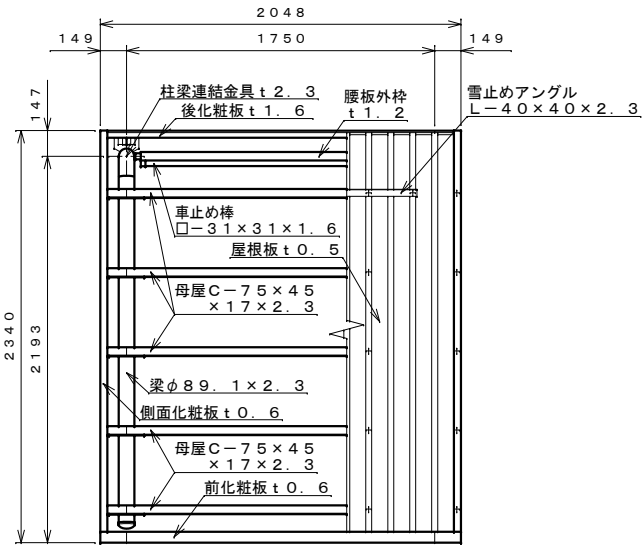 ２０４８
１４９
１７５０
１４９
１４７
柱梁連結金具ｔ２．３
後化粧板ｔ１．６
腰板外枠
ｔ１．２
雪止めアングル
Ｌ－４０×４０×２．３
車止め棒
□－３１×３１×１．６
屋根板ｔ０．５
母屋Ｃ－７５×４５
×１７×２．３
２３４０
２１９３
梁φ８９．１×２．３
側面化粧板ｔ０．６
母屋Ｃ－７５×４５
×１７×２．３
前化粧板ｔ０．６